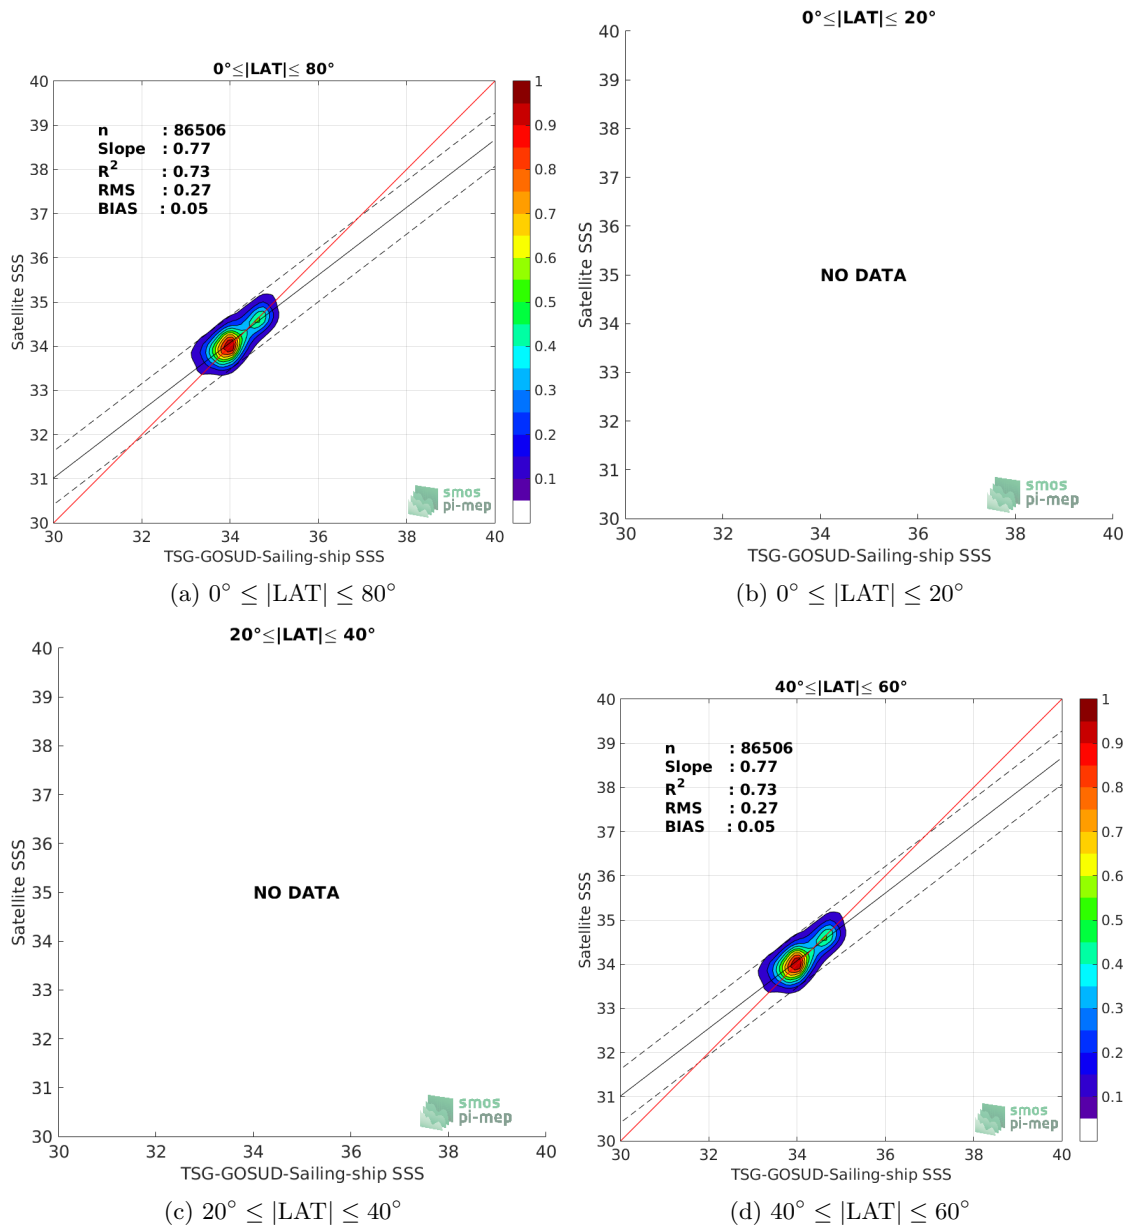 0°≤|LAT|≤ 80°
40
39
38
37
36
35
34
33
32
31
30
n : 86506
Slope : 0.77
R² : 0.73
RMS : 0.27
BIAS : 0.05
Satellite SSS
smos
pi-mep
30 32 34 36 38 40
TSG-GOSUD-Sailing-ship SSS
1
0.9
0.8
0.7
0.6
0.5
0.4
0.3
0.2
0.1
(a) 0° ≤ |LAT| ≤ 80°
0°≤|LAT|≤ 20°
40
39
38
37
36
35
34
33
32
31
30
Satellite SSS
NO DATA
smos
pi-mep
30 32 34 36 38 40
TSG-GOSUD-Sailing-ship SSS
(b) 0° ≤ |LAT| ≤ 20°
20°≤|LAT|≤ 40°
40
39
38
37
36
35
34
33
32
31
30
Satellite SSS
NO DATA
smos
pi-mep
30 32 34 36 38 40
TSG-GOSUD-Sailing-ship SSS
(c) 20° ≤ |LAT| ≤ 40°
40°≤|LAT|≤ 60°
40
39
38
37
36
35
34
33
32
31
30
n : 86506
Slope : 0.77
R² : 0.73
RMS : 0.27
BIAS : 0.05
Satellite SSS
smos
pi-mep
30 32 34 36 38 40
TSG-GOSUD-Sailing-ship SSS
1
0.9
0.8
0.7
0.6
0.5
0.4
0.3
0.2
0.1
(d) 40° ≤ |LAT| ≤ 60°